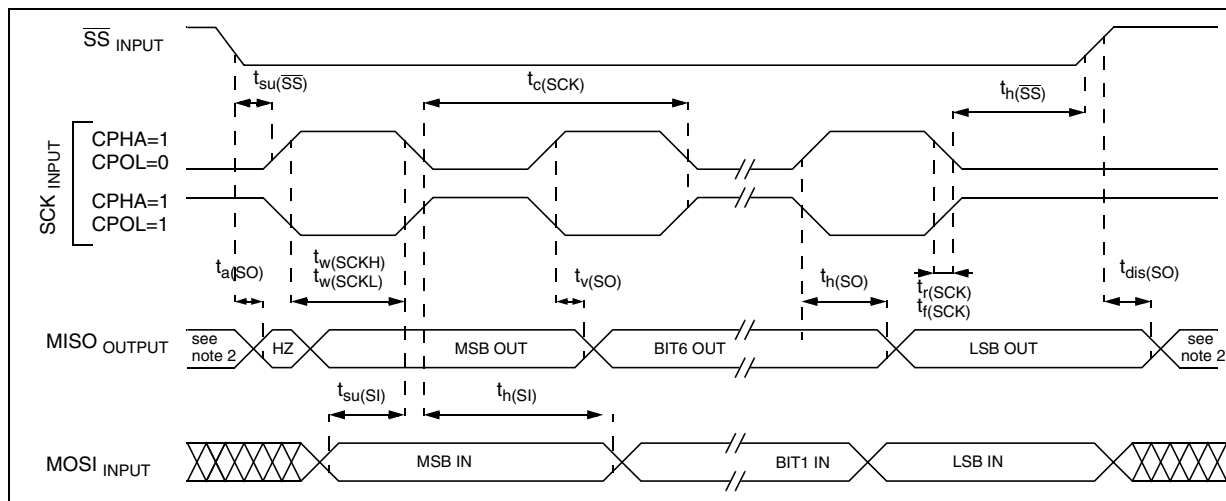 SS INPUT
tsu(SS)
tc(SCK)
th(SS)
SCK INPUT
CPHA=1
CPOL=0
CPHA=1
CPOL=1
ta(SO)
tw(SCKH)
tw(SCKL)
tv(SO)
th(SO)
tr(SCK)
tf(SCK)
tdis(SO)
MISO OUTPUT
see
note 2
HZ
MSB OUT
BIT6 OUT
LSB OUT
see
note 2
tsu(SI)
th(SI)
MOSI INPUT
MSB IN
BIT1 IN
LSB IN